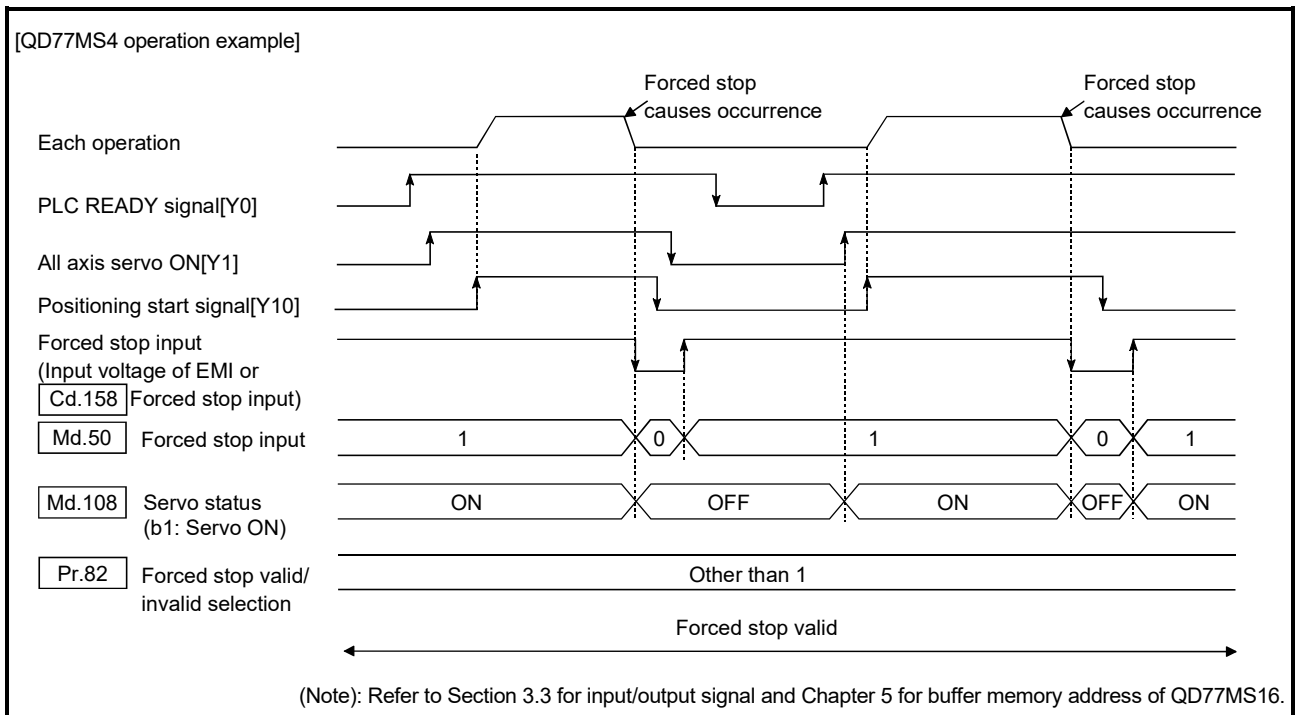 [QD77MS4 operation example]
Forced stop
causes occurrence
Forced stop
causes occurrence
Each operation
PLC READY signal[Y0]
All axis servo ON[Y1]
Positioning start signal[Y10]
Forced stop input
(Input voltage of EMI or
Cd.158 Forced stop input)
Md.50 Forced stop input 1 0 1 0 1
Md.108 Servo status ON OFF ON OFF ON
(b1: Servo ON)
Pr.82 Forced stop valid/ Other than 1
invalid selection
Forced stop valid
(Note): Refer to Section 3.3 for input/output signal and Chapter 5 for buffer memory address of QD77MS16.